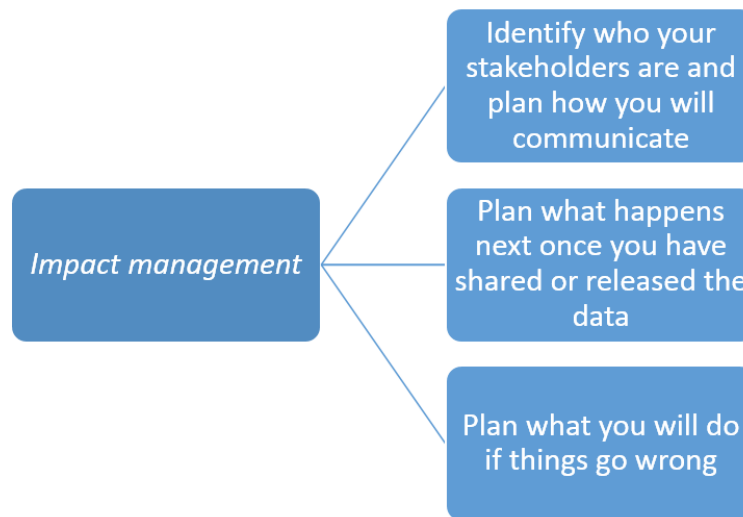 Identify who your
stakeholders are and
plan how you will
communicate
Impact management
Plan what happens
next once you have
shared or released the
data
Plan what you will do
if things go wrong